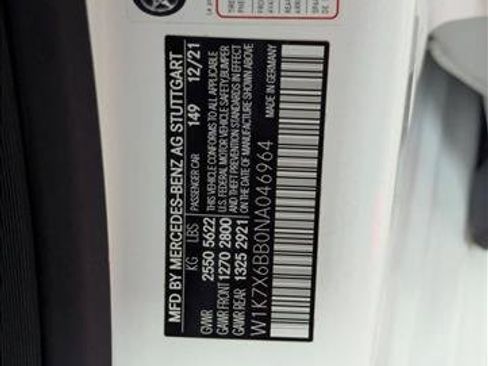 MFD BY MERCEDES-BENZ AG STUTTGART
KG LBS PASSENGER CAR 149 12/21
GVWR 2550 5622 THIS VEHICLE CONFORMS TO ALL APPLICABLE
GAWR FRONT 1270 2800 U.S. FEDERAL MOTOR VEHICLE SAFETY, BUMPER
GAWR REAR 1325 2921 AND THEFT PREVENTION STANDARDS IN EFFECT
ON THE DATE OF MANUFACTURE SHOWN ABOVE
W1K7X6BB0NA046964 MADE IN GERMANY